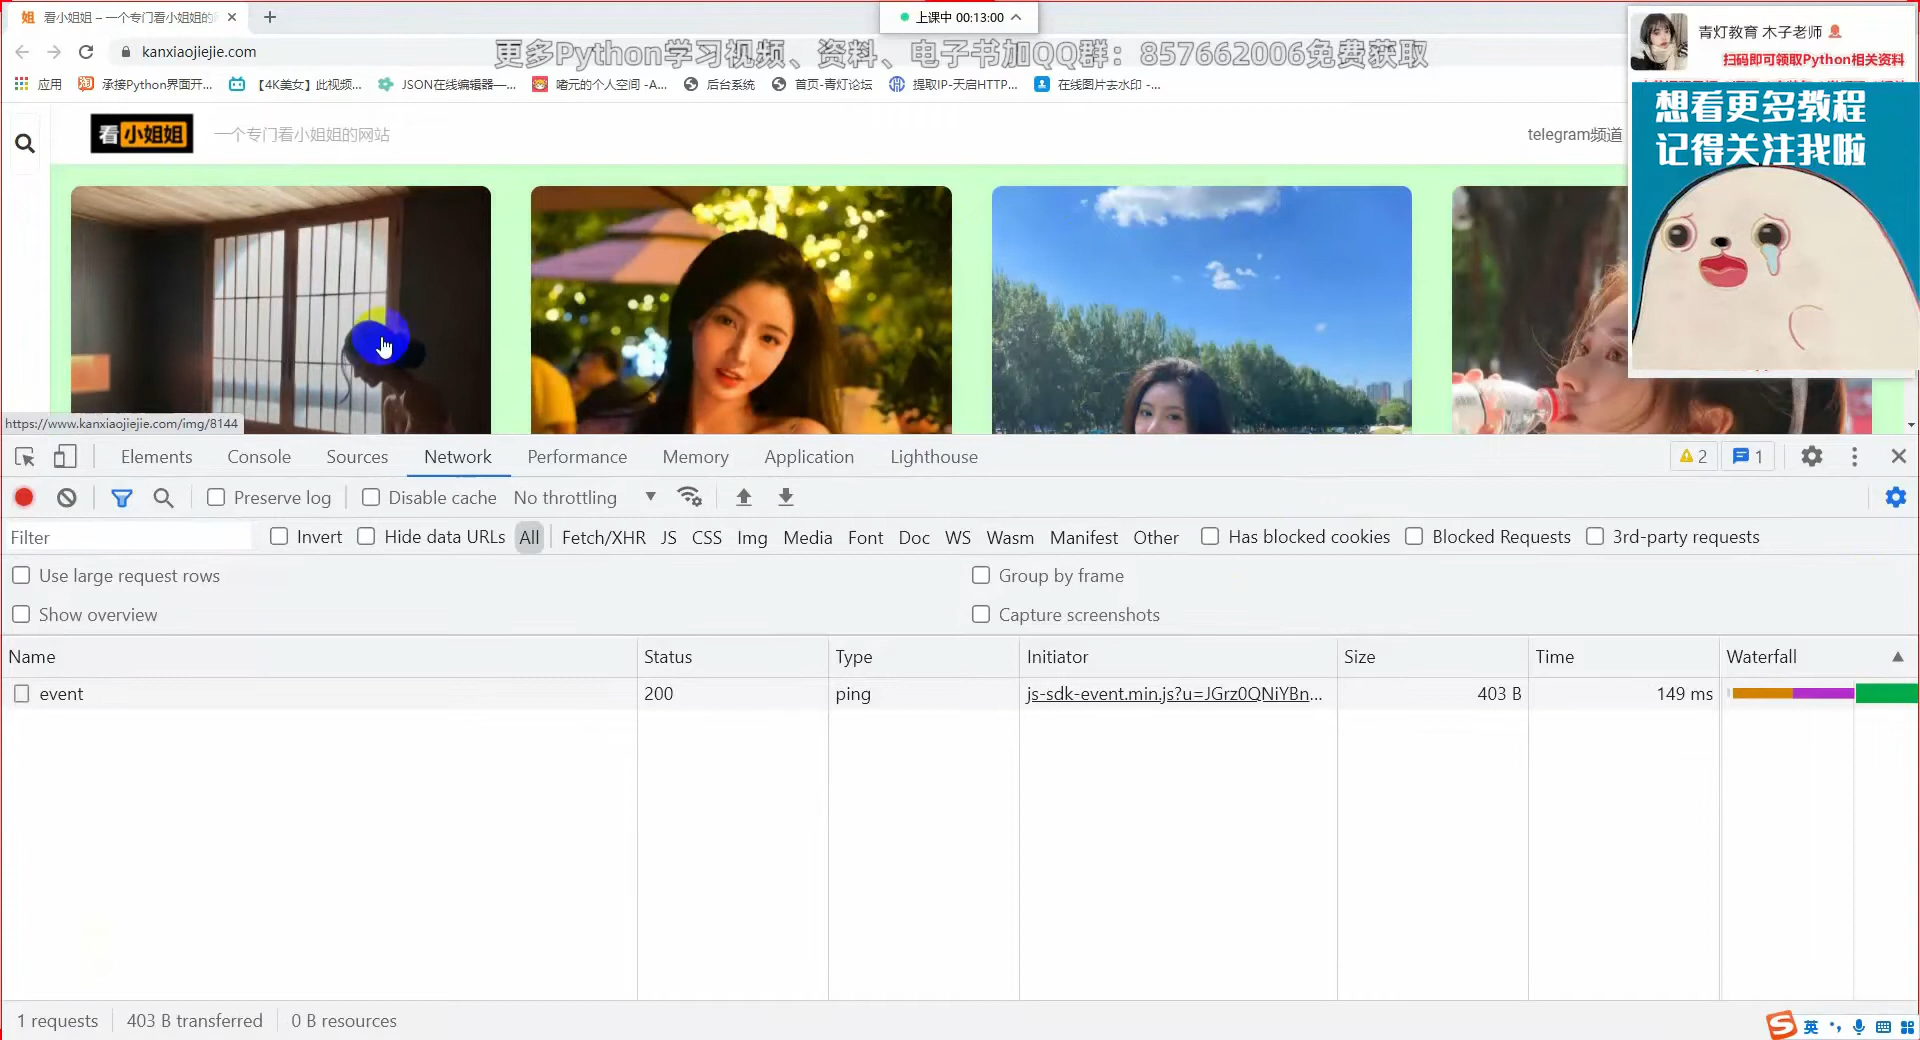 姐 看小姐姐 – 一个专门看小姐姐的
上课中 00:13:00
kanxiaojiejie.com
更多Python学习视频、资料、电子书加QQ群：857662006免费获取
应用 承接Python界面开... 【4K美女】此视频... JSON在线编辑器—... 啫元的个人空间 -A... 后台系统 首页-青灯论坛 提取IP-天启HTTP... 在线图片去水印 -...
青灯教育 木子老师
扫码即可领取Python相关资料
想看更多教程
记得关注我啦
看小姐姐 一个专门看小姐姐的网站 telegram频道
https://www.kanxiaojiejie.com/img/8144
Elements Console Sources Network Performance Memory Application Lighthouse 2 1
Preserve log Disable cache No throttling
Filter Invert Hide data URLs All Fetch/XHR JS CSS Img Media Font Doc WS Wasm Manifest Other Has blocked cookies Blocked Requests 3rd-party requests
Use large request rows Group by frame
Show overview Capture screenshots
Name Status Type Initiator Size Time Waterfall
event 200 ping js-sdk-event.min.js?u=JGrz0QNiYBn... 403 B 149 ms
1 requests 403 B transferred 0 B resources
英